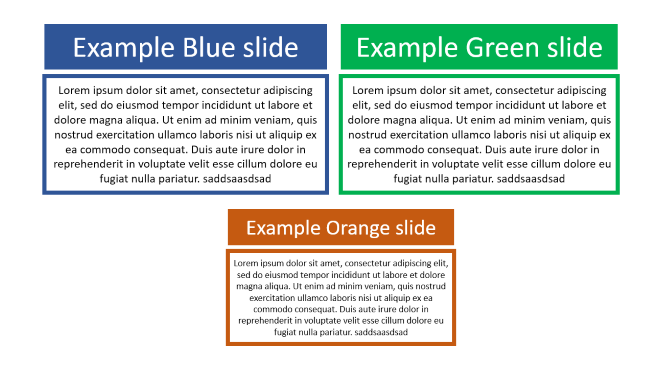 Example Blue slide
Lorem ipsum dolor sit amet, consectetur adipiscing
elit, sed do eiusmod tempor incididunt ut labore et
dolore magna aliqua. Ut enim ad minim veniam, quis
nostrud exercitation ullamco laboris nisi ut aliquip ex
ea commodo consequat. Duis aute irure dolor in
reprehenderit in voluptate velit esse cillum dolore eu
fugiat nulla pariatur. saddsaasdsad
Example Green slide
Lorem ipsum dolor sit amet, consectetur adipiscing
elit, sed do eiusmod tempor incididunt ut labore et
dolore magna aliqua. Ut enim ad minim veniam, quis
nostrud exercitation ullamco laboris nisi ut aliquip ex
ea commodo consequat. Duis aute irure dolor in
reprehenderit in voluptate velit esse cillum dolore eu
fugiat nulla pariatur. saddsaasdsad
Example Orange slide
Lorem ipsum dolor sit amet, consectetur adipiscing elit,
sed do eiusmod tempor incididunt ut labore et dolore
magna aliqua. Ut enim ad minim veniam, quis nostrud
exercitation ullamco laboris nisi ut aliquip ex ea
commodo consequat. Duis aute irure dolor in
reprehenderit in voluptate velit esse cillum dolore eu
fugiat nulla pariatur. saddsaasdsad